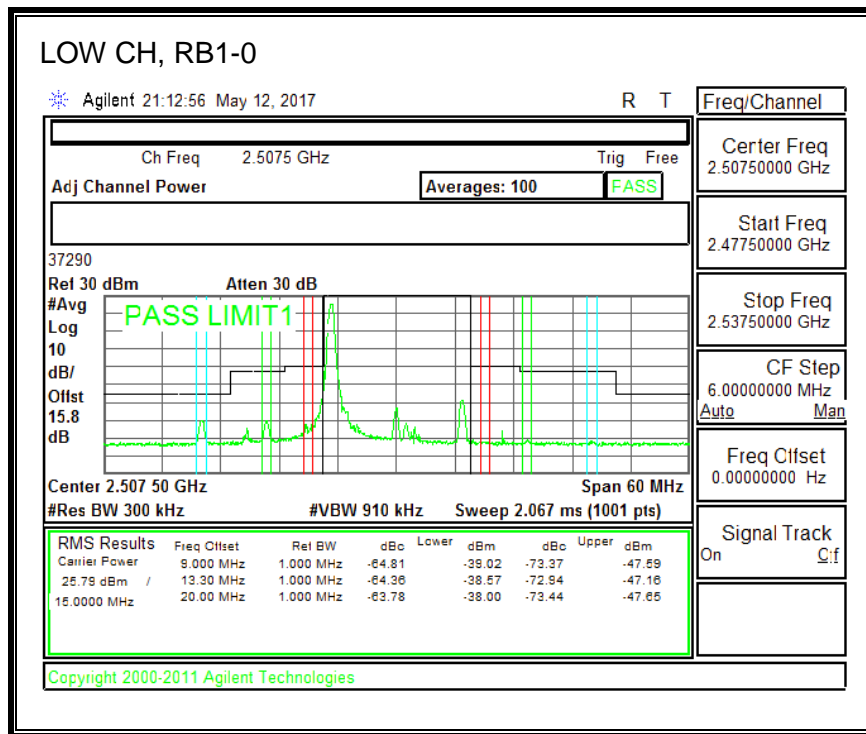 LOW CH, RB1-0
Agilent 21:12:56 May 12, 2017 R T
Freq/Channel
Ch Freq 2.5075 GHz Trig Free
Adj Channel Power Averages: 100 PASS
Center Freq
2.50750000 GHz
Start Freq
2.47750000 GHz
Stop Freq
2.53750000 GHz
CF Step
6.00000000 MHz
Auto Man
Freq Offset
0.00000000 Hz
Signal Track
On Off
37290
Ref 30 dBm Atten 30 dB
#Avg
Log
10
dB/
Offst
15.8
dB
PASS LIMIT1
Center 2.507 50 GHz Span 60 MHz
#Res BW 300 kHz #VBW 910 kHz Sweep 2.067 ms (1001 pts)
RMS Results Freq Offset Ref BW dBc Lower dBm dBc Upper dBm
Carrier Power 9.000 MHz 1.000 MHz -64.81 -39.02 -73.37 -47.59
25.79 dBm / 13.30 MHz 1.000 MHz -64.36 -38.57 -72.94 -47.16
15.0000 MHz 20.00 MHz 1.000 MHz -63.78 -38.00 -73.44 -47.65
Copyright 2000-2011 Agilent Technologies